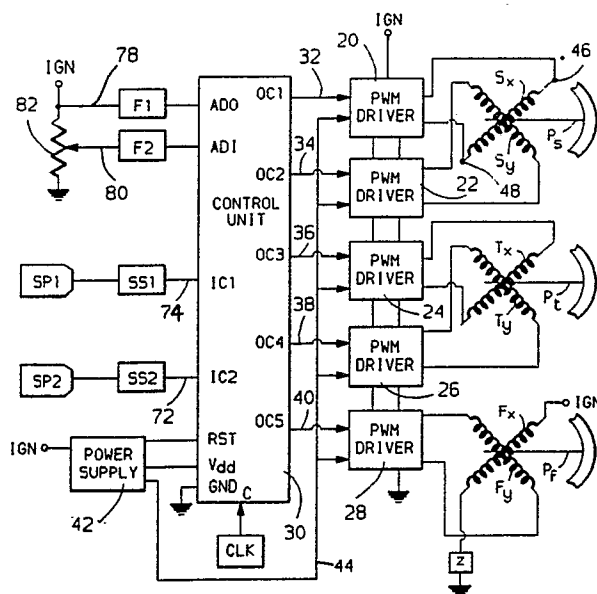 IGN
78
82
F1
F2
80
SP1
SS1
74
SP2
SS2
72
IGN
POWER SUPPLY
42
ADO
ADI
CONTROL UNIT
IC1
IC2
RST
Vdd
GND
C
CLK
30
44
OC1
OC2
OC3
OC4
OC5
32
34
36
38
40
IGN
20
PWM DRIVER
PWM DRIVER
22
PWM DRIVER
24
PWM DRIVER
26
PWM DRIVER
28
46
Sx
Sy
Ps
48
Tx
Ty
Pt
IGN
Fx
Fy
Pf
Z